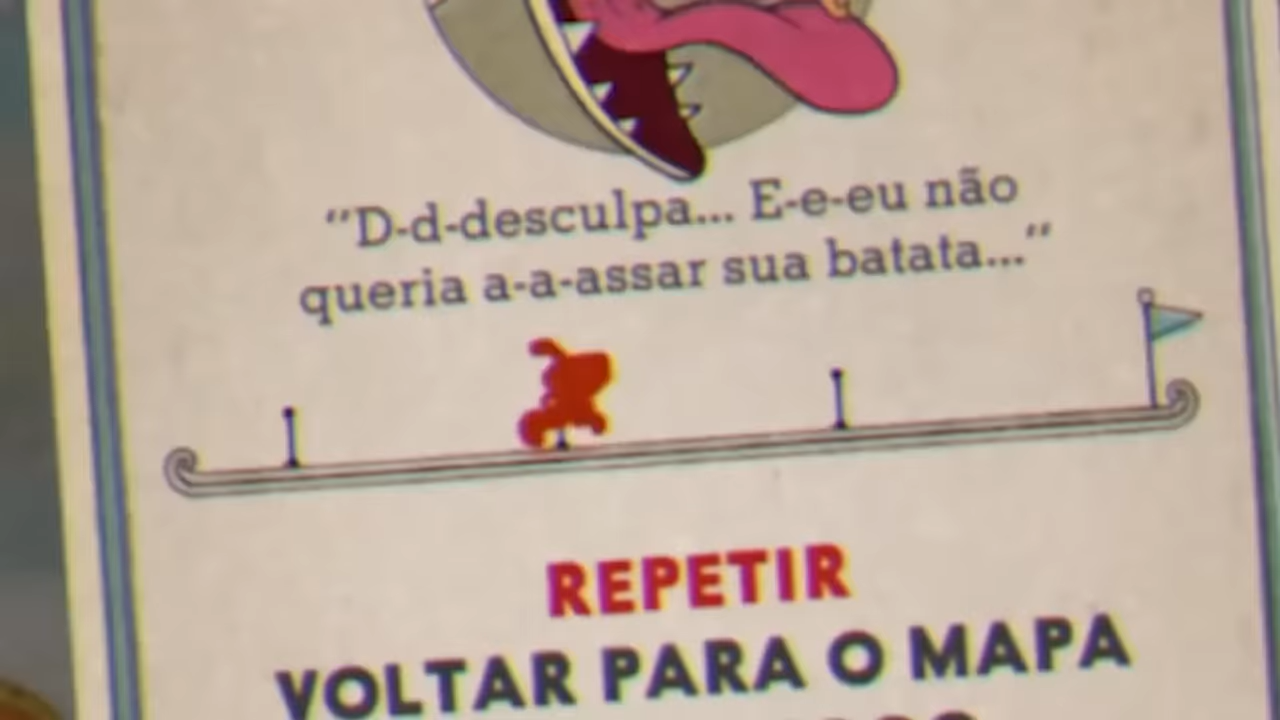 “D-d-desculpa... E-e-eu não
queria a-a-assar sua batata...“
REPETIR
VOLTAR PARA O MAPA